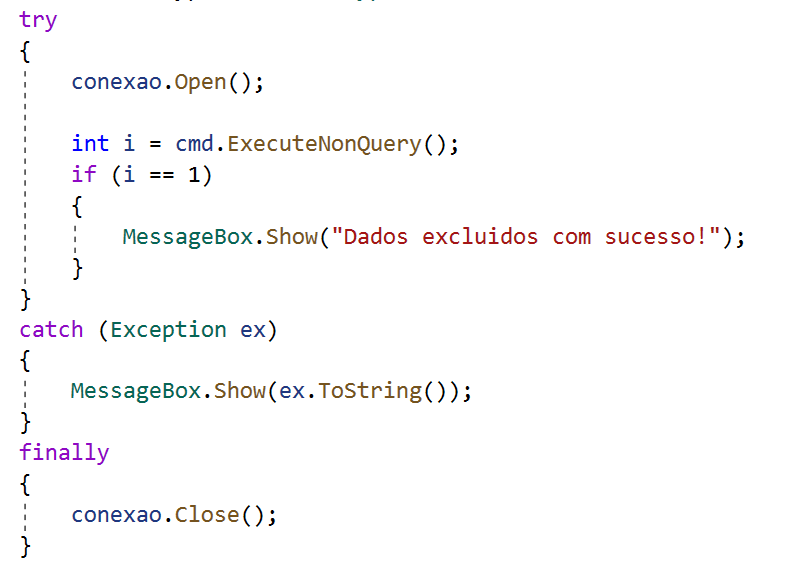 try
{
conexao.Open();
int i = cmd.ExecuteNonQuery();
if (i == 1)
{
MessageBox.Show("Dados excluidos com sucesso!");
}
}
catch (Exception ex)
{
MessageBox.Show(ex.ToString());
}
finally
{
conexao.Close();
}